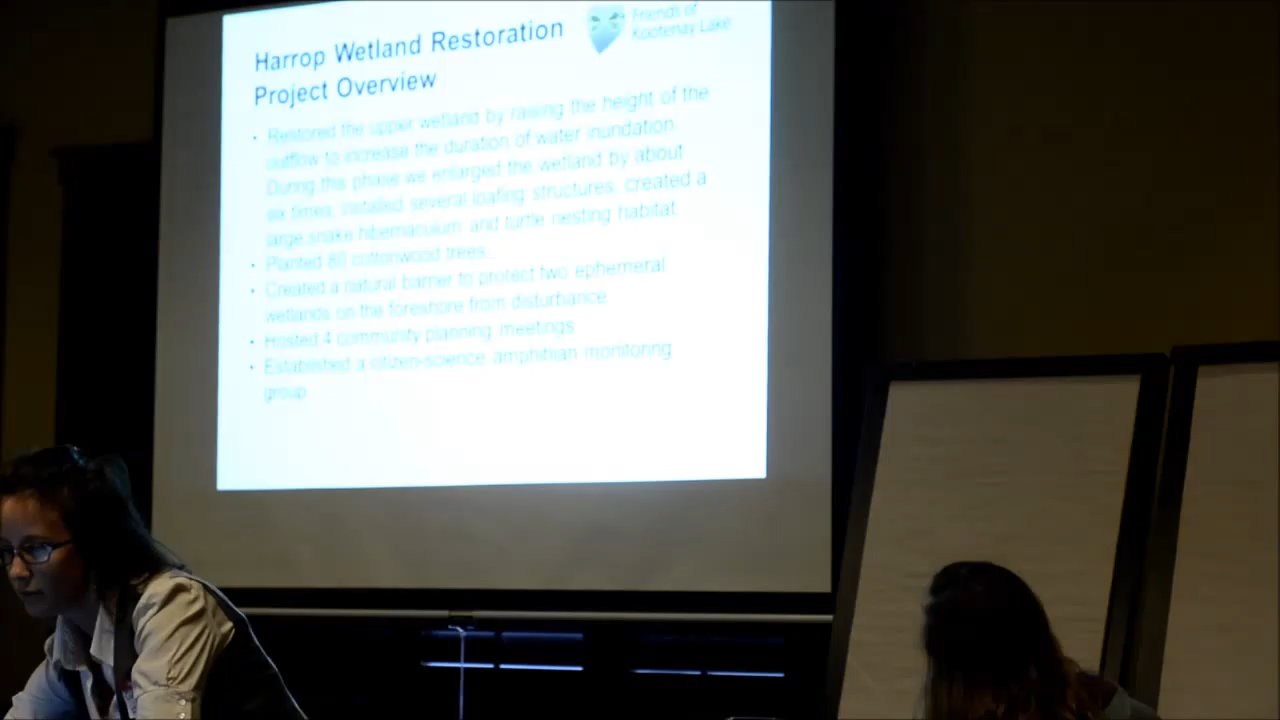 Harrop Wetland Restoration
Project Overview
Friends of
Kootenay Lake
• Restored the upper wetland by raising the height of the
outflow to increase the duration of water inundation.
During this phase we enlarged the wetland by about
six times, installed several loafing structures, created a
large snake hibernaculum and turtle nesting habitat.
• Planted 80 cottonwood trees.
• Created a natural barrier to protect two ephemeral
wetlands on the foreshore from disturbance
• Hosted 4 community planning meetings
• Established a citizen-science amphibian monitoring
group